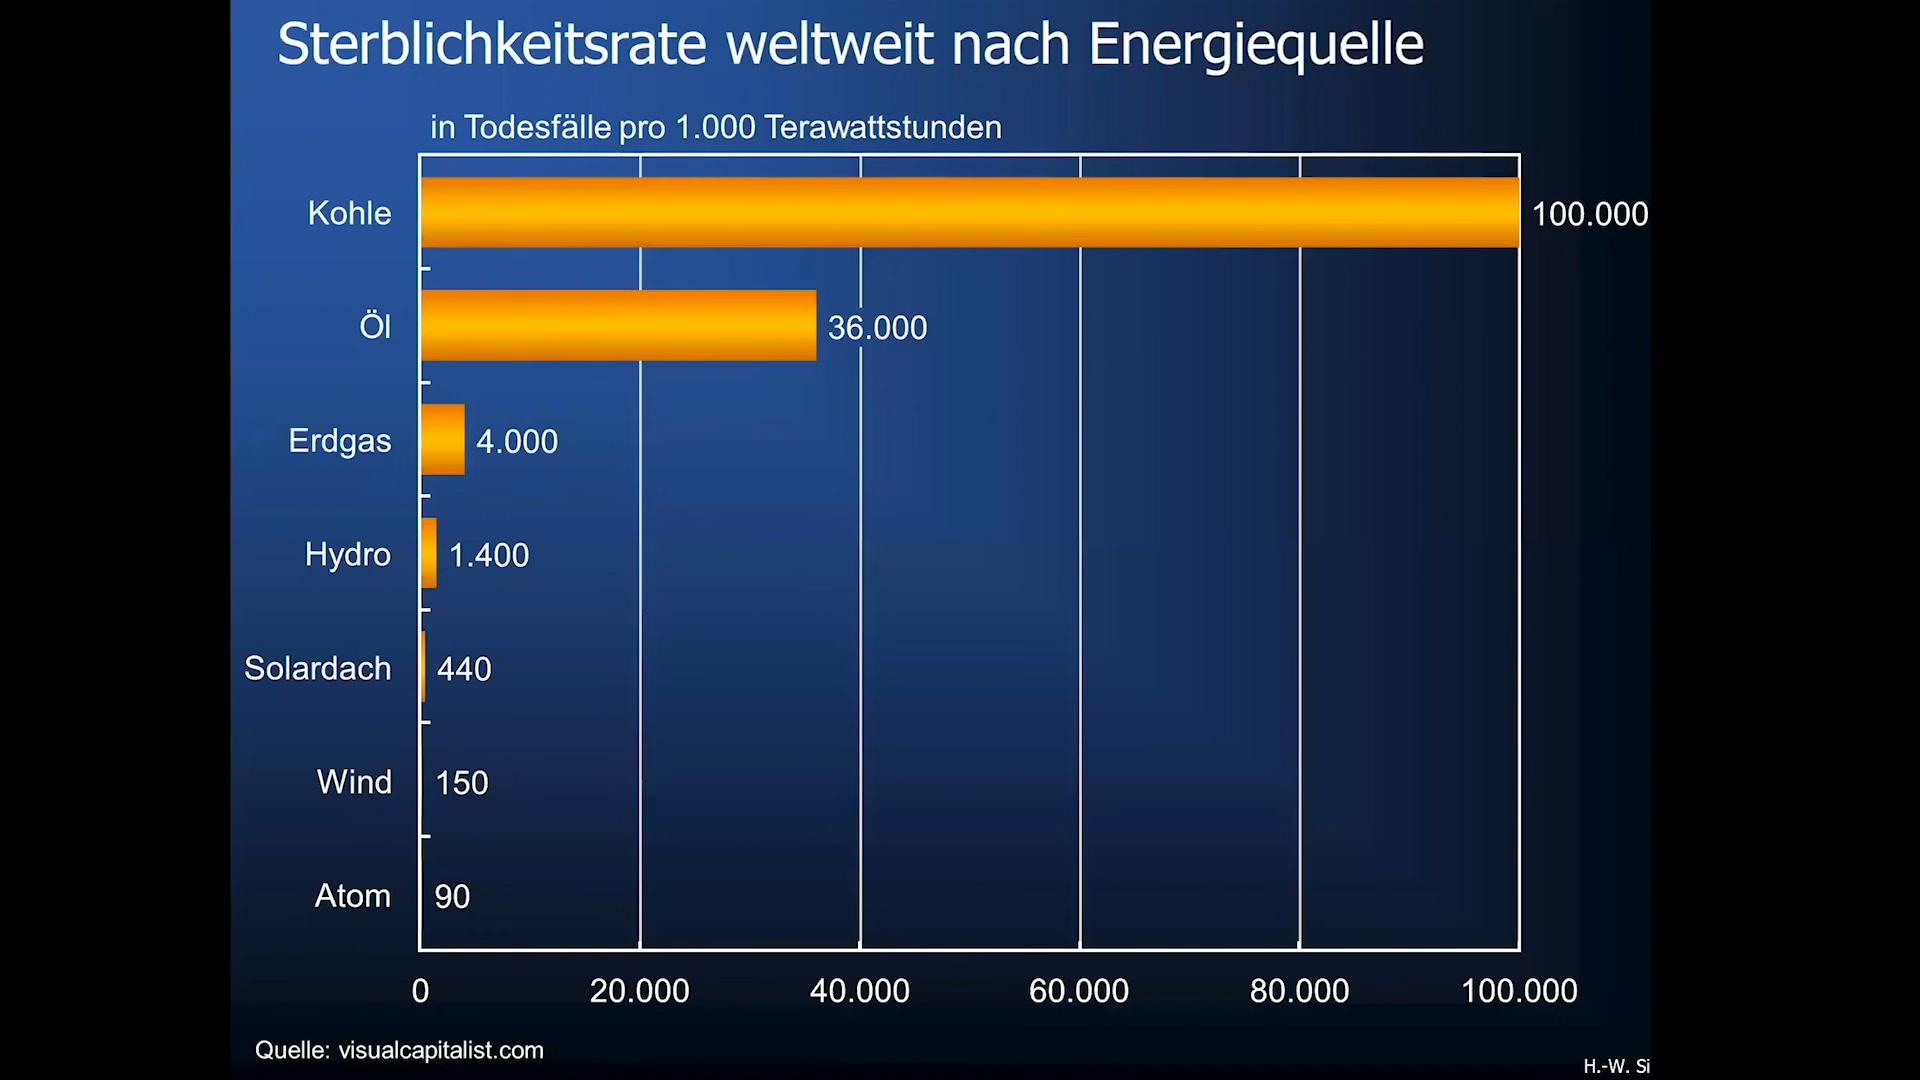 Sterblichkeitsrate weltweit nach Energiequelle
in Todesfälle pro 1.000 Terawattstunden
Kohle 100.000
Öl 36.000
Erdgas 4.000
Hydro 1.400
Solardach 440
Wind 150
Atom 90
0 20.000 40.000 60.000 80.000 100.000
Quelle: visualcapitalist.com
H.-W. Si